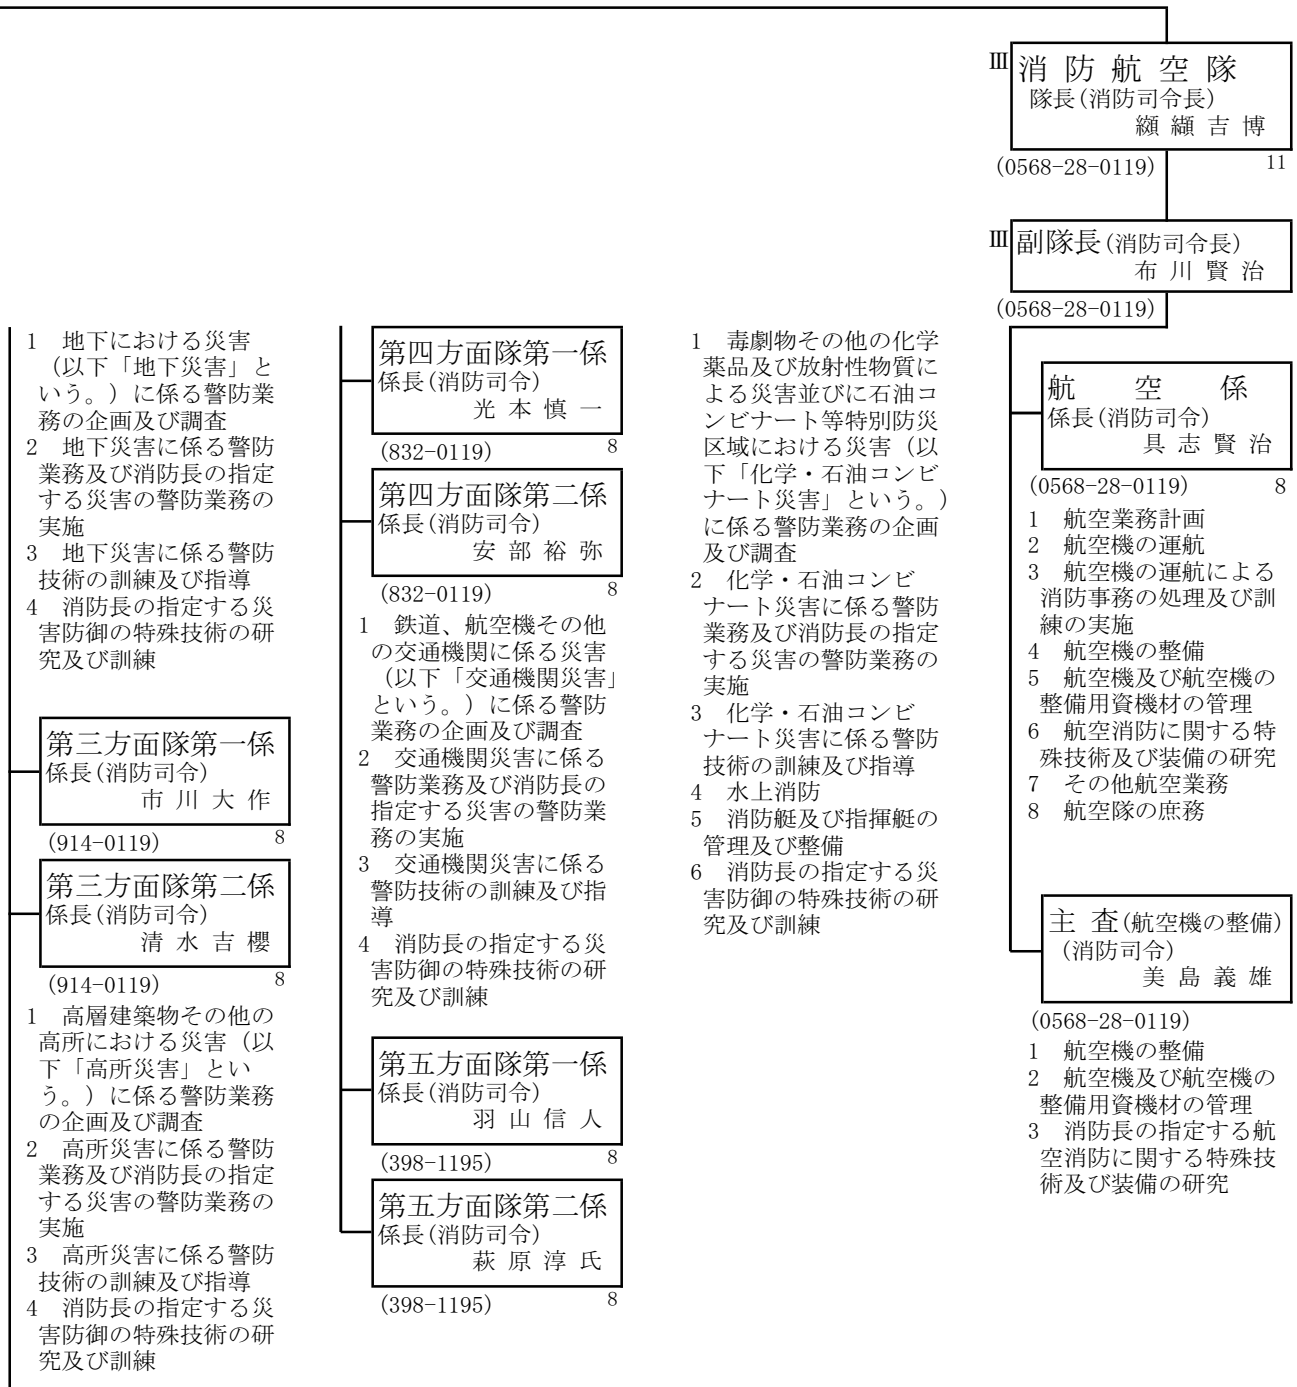 1　地下における災害
（以下「地下災害」と
いう。）に係る警防業
務の企画及び調査
2　地下災害に係る警防
業務及び消防長の指定
する災害の警防業務の
実施
3　地下災害に係る警防
技術の訓練及び指導
4　消防長の指定する災
害防御の特殊技術の研
究及び訓練
第三方面隊第一係
係長(消防司令)
市川大作
(914-0119)
8
第三方面隊第二係
係長(消防司令)
清水吉櫻
(914-0119)
8
1　高層建築物その他の
高所における災害（以
下「高所災害」とい
う。）に係る警防業務
の企画及び調査
2　高所災害に係る警防
業務及び消防長の指定
する災害の警防業務の
実施
3　高所災害に係る警防
技術の訓練及び指導
4　消防長の指定する災
害防御の特殊技術の研
究及び訓練
第四方面隊第一係
係長(消防司令)
光本慎一
(832-0119)
8
第四方面隊第二係
係長(消防司令)
安部裕弥
(832-0119)
8
1　鉄道、航空機その他
の交通機関に係る災害
（以下「交通機関災害」
という。）に係る警防
業務の企画及び調査
2　交通機関災害に係る
警防業務及び消防長の
指定する災害の警防業
務の実施
3　交通機関災害に係る
警防技術の訓練及び指
導
4　消防長の指定する災
害防御の特殊技術の研
究及び訓練
第五方面隊第一係
係長(消防司令)
羽山信人
(398-1195)
8
第五方面隊第二係
係長(消防司令)
萩原淳氏
(398-1195)
8
1　毒劇物その他の化学
薬品及び放射性物質に
よる災害並びに石油コ
ンビナート等特別防災
区域における災害（以
下「化学・石油コンビ
ナート災害」という。）
に係る警防業務の企画
及び調査
2　化学・石油コンビ
ナート災害に係る警防
業務及び消防長の指定
する災害の警防業務の
実施
3　化学・石油コンビ
ナート災害に係る警防
技術の訓練及び指導
4　水上消防
5　消防艇及び指揮艇の
管理及び整備
6　消防長の指定する災
害防御の特殊技術の研
究及び訓練
Ⅲ 消防航空隊
隊長(消防司令長)
纐纈吉博
(0568-28-0119)
11
Ⅲ 副隊長(消防司令長)
布川賢治
(0568-28-0119)
航空係
係長(消防司令)
具志賢治
(0568-28-0119)
8
1　航空業務計画
2　航空機の運航
3　航空機の運航による
消防事務の処理及び訓
練の実施
4　航空機の整備
5　航空機及び航空機の
整備用資機材の管理
6　航空消防に関する特
殊技術及び装備の研究
7　その他航空業務
8　航空隊の庶務
主査(航空機の整備)
(消防司令)
美島義雄
(0568-28-0119)
1　航空機の整備
2　航空機及び航空機の
整備用資機材の管理
3　消防長の指定する航
空消防に関する特殊技
術及び装備の研究